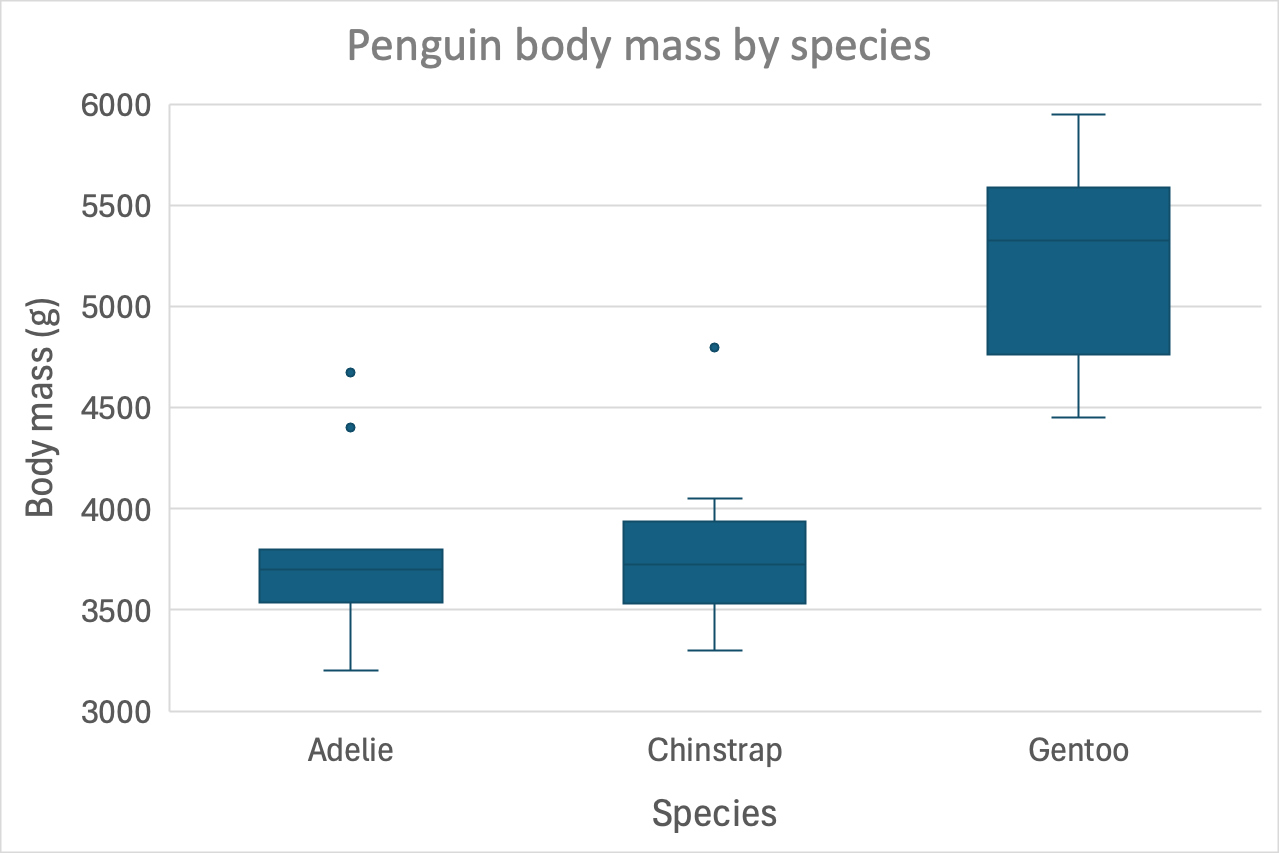 Penguin body mass by species
6000
5500
5000
4500
4000
3500
3000
Body mass (g)
Adelie
Chinstrap
Gentoo
Species